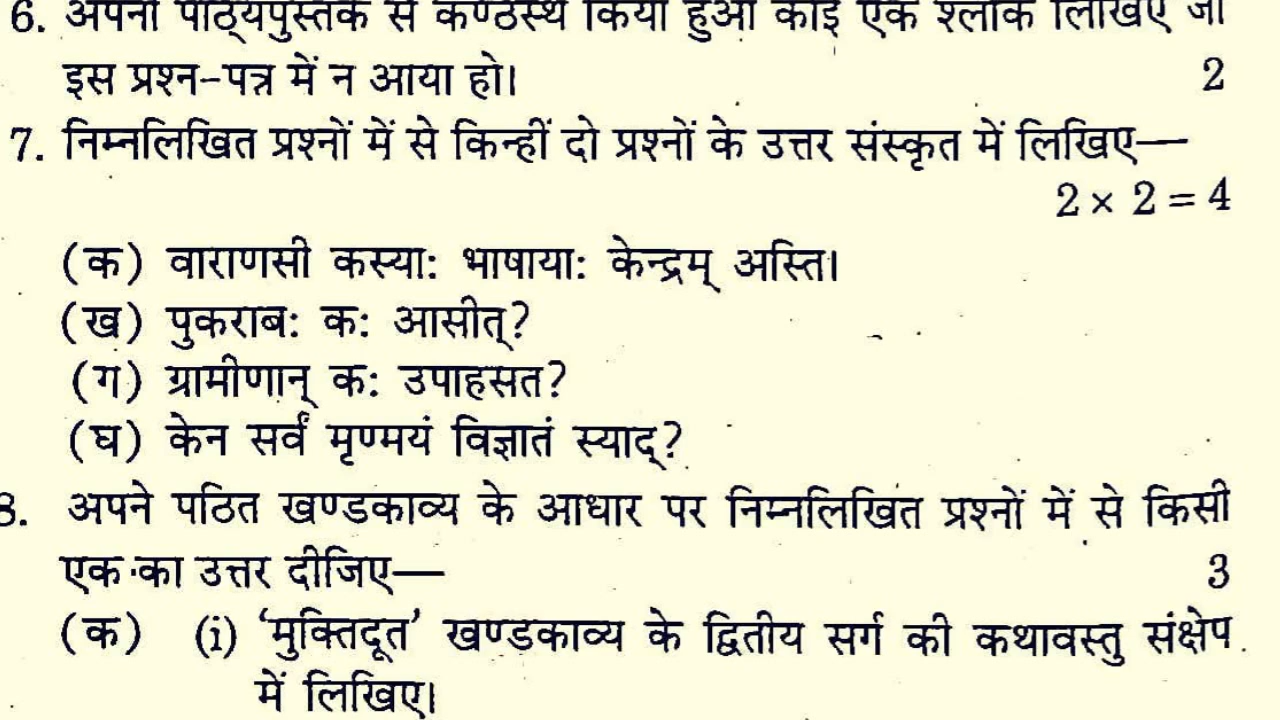 6. अपनी पाठ्यपुस्तक से कण्ठस्थ किया हुआ कोई एक श्लोक लिखिए जो
इस प्रश्न-पत्र में न आया हो। 2
7. निम्नलिखित प्रश्नों में से किन्हीं दो प्रश्नों के उत्तर संस्कृत में लिखिए—
2 × 2 = 4
(क) वाराणसी कस्या: भाषाया: केन्द्रम् अस्ति।
(ख) पुकराब: क: आसीत्?
(ग) ग्रामीणान् क: उपाहसत?
(घ) केन सर्वं मृण्मयं विज्ञातं स्याद्?
8. अपने पठित खण्डकाव्य के आधार पर निम्नलिखित प्रश्नों में से किसी
एक का उत्तर दीजिए— 3
(क) (i) ‘मुक्तिदूत’ खण्डकाव्य के द्वितीय सर्ग की कथावस्तु संक्षेप
में लिखिए।